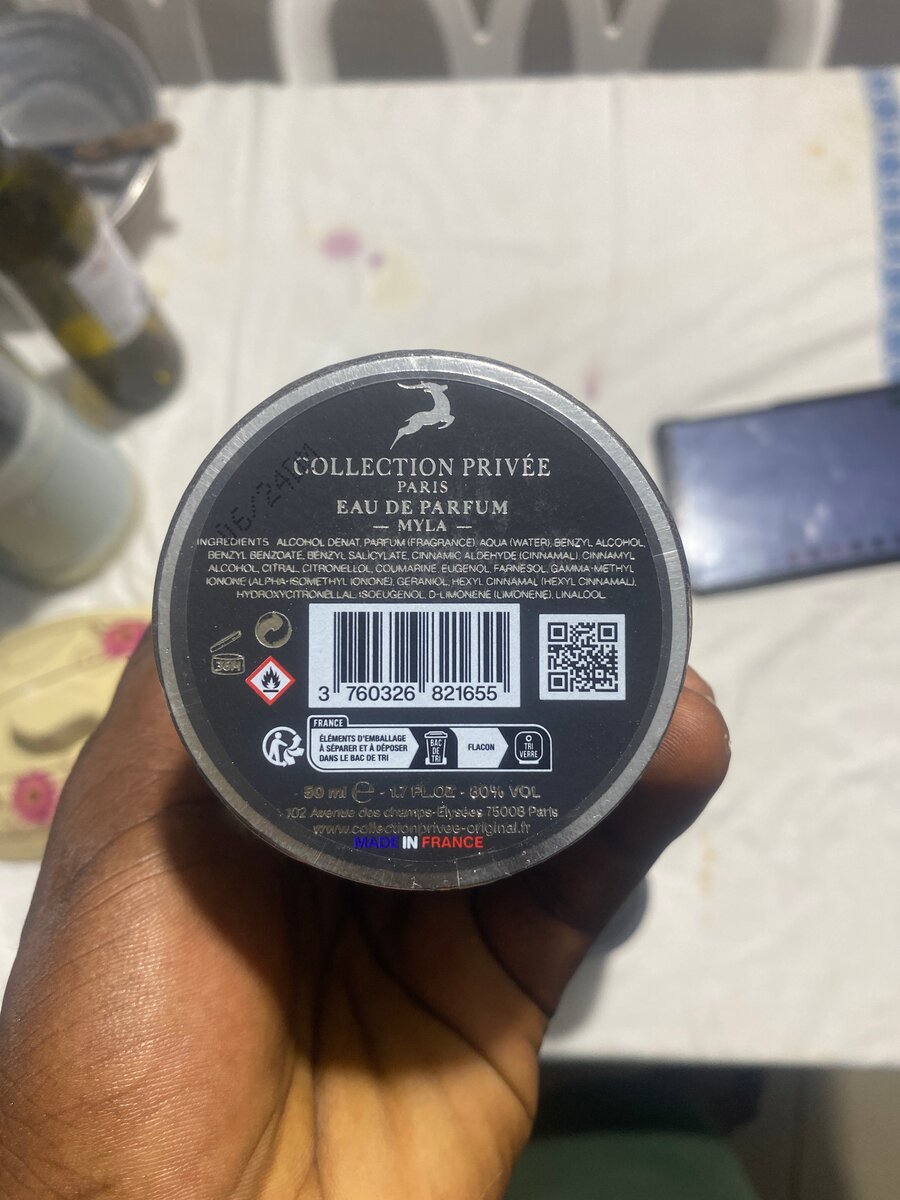 COLLECTION PRIVÉE
PARIS
EAU DE PARFUM
— MYLA —
INGREDIENTS ALCOHOL DENAT, PARFUM (FRAGRANCE), AQUA (WATER), BENZYL ALCOHOL,
BENZYL BENZOATE, BENZYL SALICYLATE, CINNAMIC ALDEHYDE (CINNAMAL), CINNAMYL
ALCOHOL, CITRAL, CITRONELLOL, COUMARINE, EUGENOL, FARNESOL, GAMMA-METHYL
IONONE (ALPHA-ISOMETHYL IONONE), GERANIOL, HEXYL CINNAMAL (HEXYL CINNAMAL),
HYDROXYCITRONELLAL, ISOEUGENOL, D-LIMONENE (LIMONENE), LINALOOL.
36M
3 760326 821655
FRANCE
ÉLÉMENTS D'EMBALLAGE
À SÉPARER ET À DÉPOSER
DANS LE BAC DE TRI
BAC
DE
TRI
FLACON
TRI
VERRE
50 ml e - 1.7 FL.OZ - 80% VOL
102 Avenue des champs-Élysées 75008 Paris
www.collectionprivee-original.fr
MADE IN FRANCE